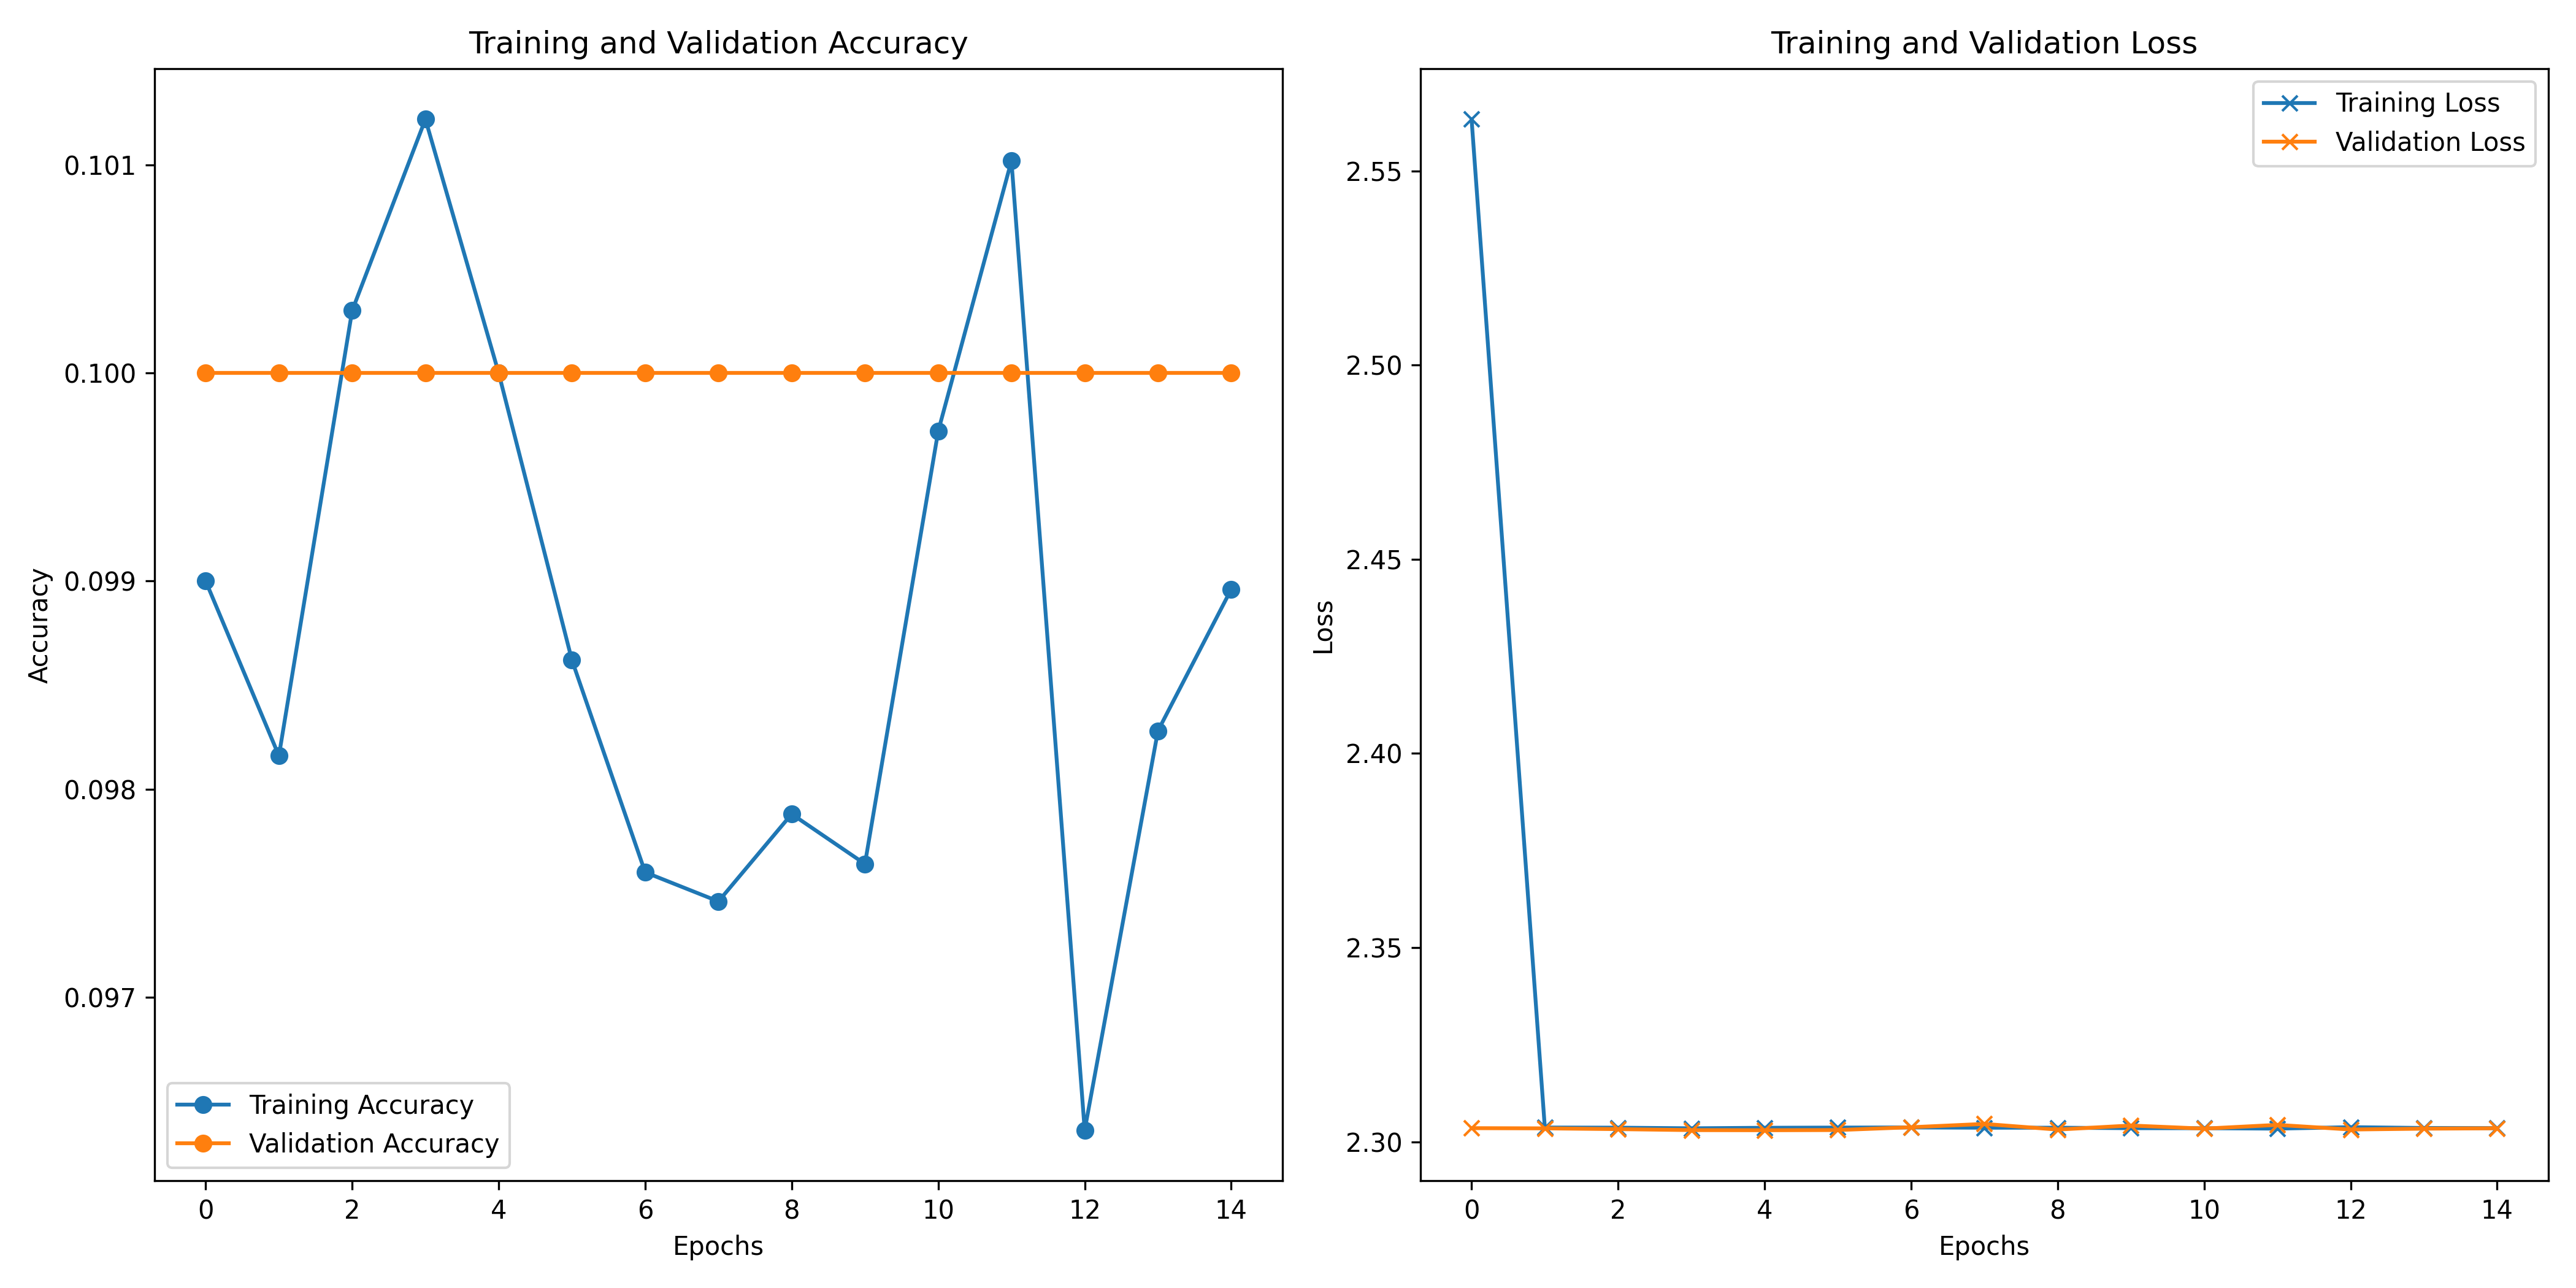 Training and Validation Accuracy
0.101
0.100
0.099
0.098
0.097
Accuracy
Training Accuracy
Validation Accuracy
0 2 4 6 8 10 12 14
Epochs
Training and Validation Loss
Training Loss
Validation Loss
2.55
2.50
2.45
2.40
2.35
2.30
Loss
0 2 4 6 8 10 12 14
Epochs